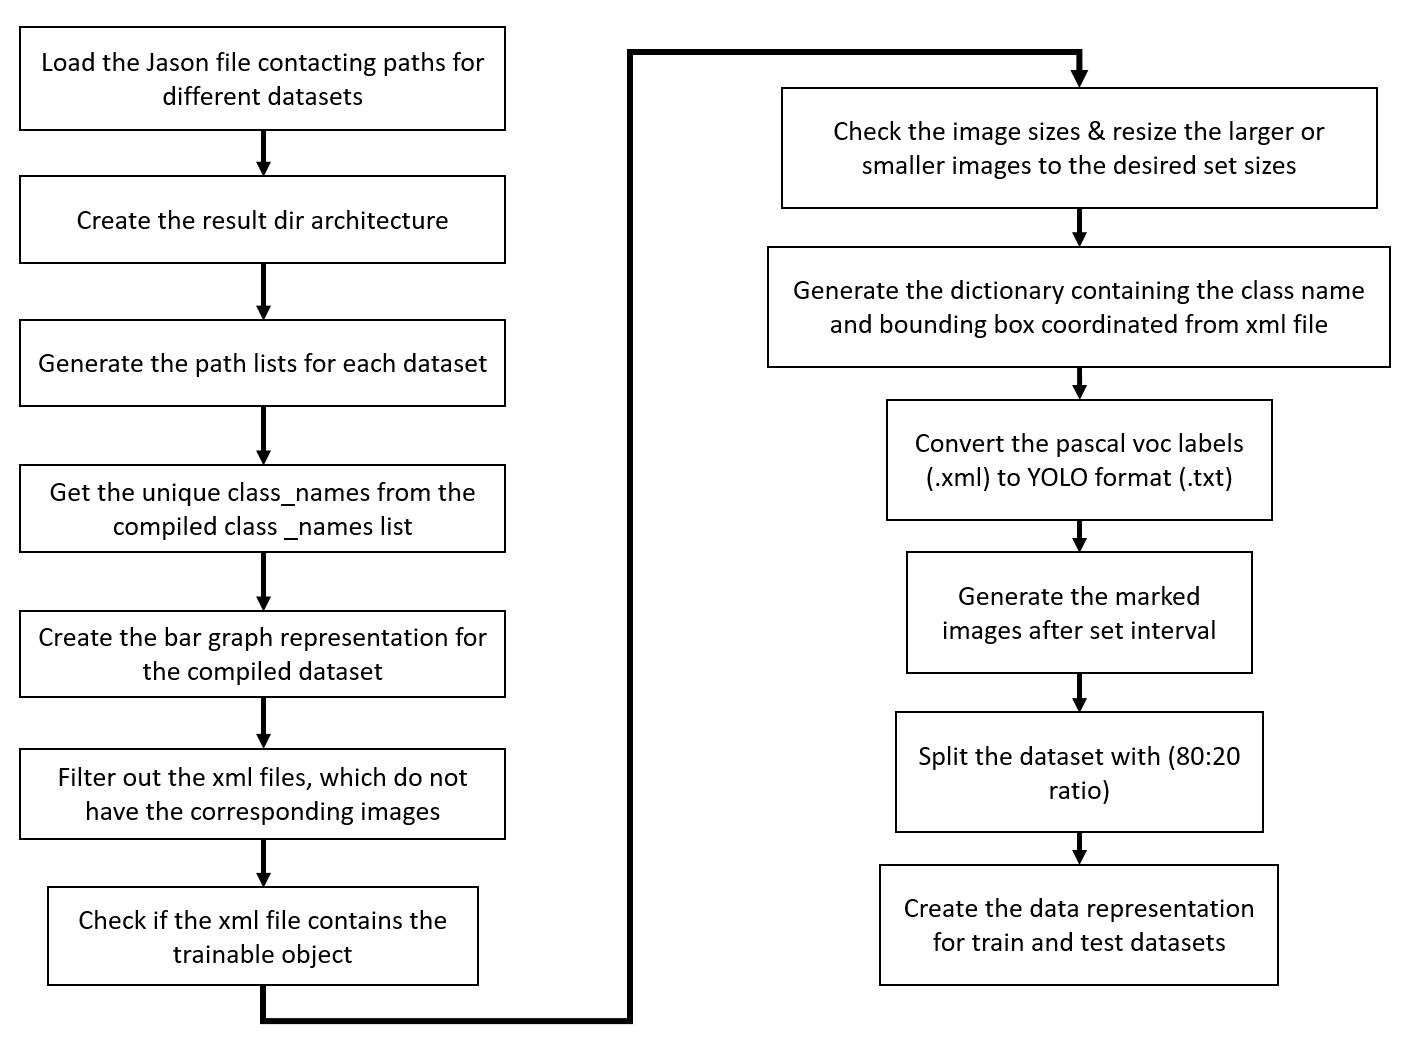 Load the Jason file contacting paths for
different datasets
Create the result dir architecture
Generate the path lists for each dataset
Get the unique class_names from the
compiled class _names list
Create the bar graph representation for
the compiled dataset
Filter out the xml files, which do not
have the corresponding images
Check if the xml file contains the
trainable object
Check the image sizes & resize the larger or
smaller images to the desired set sizes
Generate the dictionary containing the class name
and bounding box coordinated from xml file
Convert the pascal voc labels
(.xml) to YOLO format (.txt)
Generate the marked
images after set interval
Split the dataset with (80:20
ratio)
Create the data representation
for train and test datasets